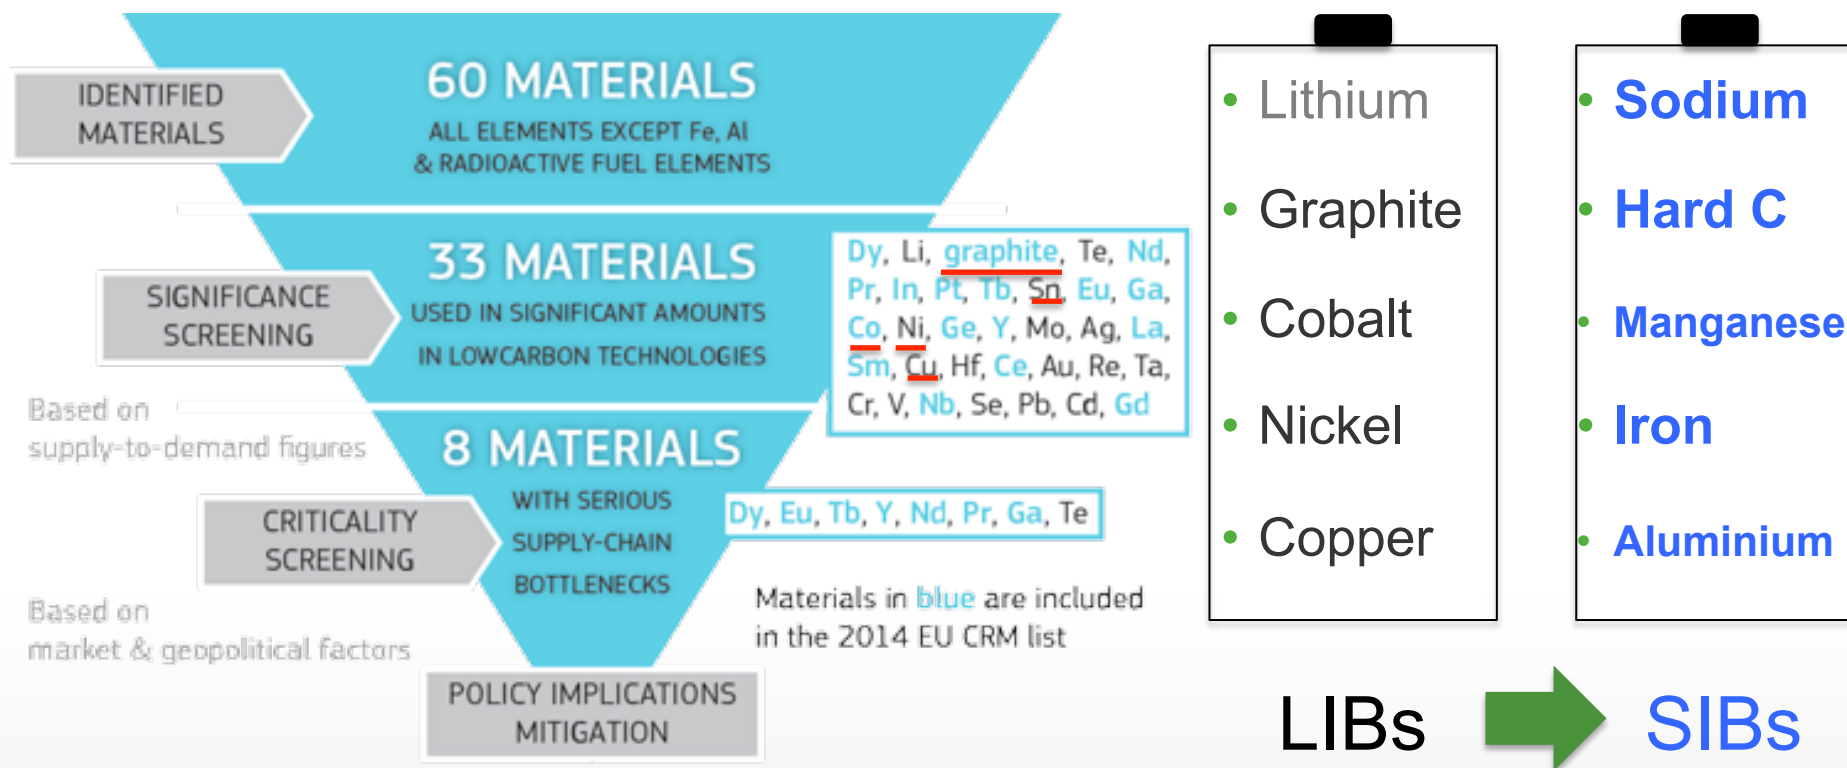 IDENTIFIED
MATERIALS
60 MATERIALS
ALL ELEMENTS EXCEPT Fe, Al
& RADIOACTIVE FUEL ELEMENTS
SIGNIFICANCE
SCREENING
33 MATERIALS
USED IN SIGNIFICANT AMOUNTS
IN LOWCARBON TECHNOLOGIES
Dy, Li, graphite, Te, Nd,
Pr, In, Pt, Tb, Sn, Eu, Ga,
Co, Ni, Ge, Y, Mo, Ag, La,
Sm, Cu, Hf, Ce, Au, Re, Ta,
Cr, V, Nb, Se, Pb, Cd, Gd
Based on
supply-to-demand figures
8 MATERIALS
WITH SERIOUS
SUPPLY-CHAIN
BOTTLENECKS
CRITICALITY
SCREENING
Dy, Eu, Tb, Y, Nd, Pr, Ga, Te
Based on
market & geopolitical factors
Materials in blue are included
in the 2014 EU CRM list
POLICY IMPLICATIONS
MITIGATION
• Lithium
• Graphite
• Cobalt
• Nickel
• Copper
• Sodium
• Hard C
• Manganese
• Iron
• Aluminium
LIBs
SIBs